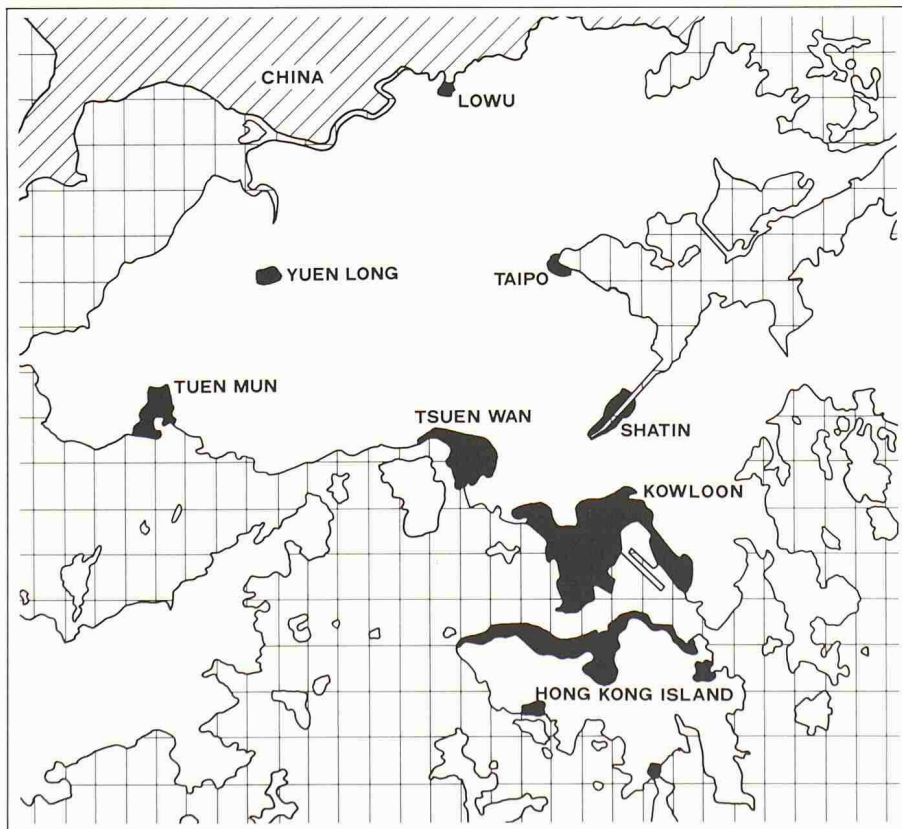 CHINA
LOWU
YUEN LONG
TAIPO
TUEN MUN
TSUEN WAN
SHATIN
KOWLOON
HONG KONG ISLAND